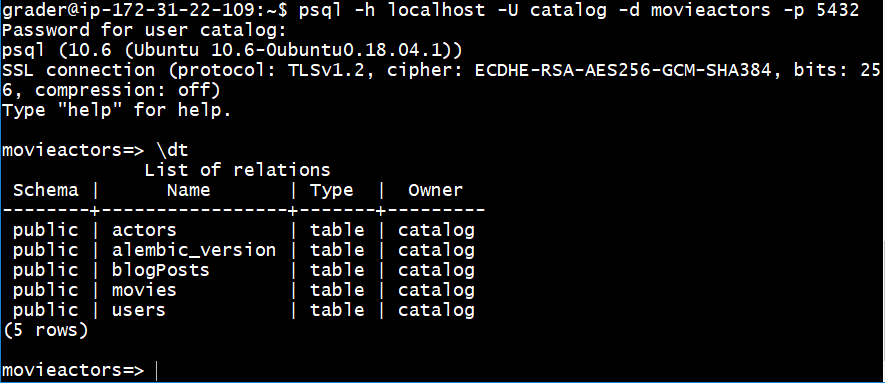 grader@ip-172-31-22-109:~$ psql -h localhost -U catalog -d movieactors -p 5432
Password for user catalog:
psql (10.6 (Ubuntu 10.6-0ubuntu0.18.04.1))
SSL connection (protocol: TLSv1.2, cipher: ECDHE-RSA-AES256-GCM-SHA384, bits: 25
6, compression: off)
Type "help" for help.

movieactors=> \dt
              List of relations
 Schema |      Name       | Type  |  Owner
--------+-----------------+-------+---------
 public | actors          | table | catalog
 public | alembic_version | table | catalog
 public | blogPosts       | table | catalog
 public | movies          | table | catalog
 public | users           | table | catalog
(5 rows)

movieactors=>